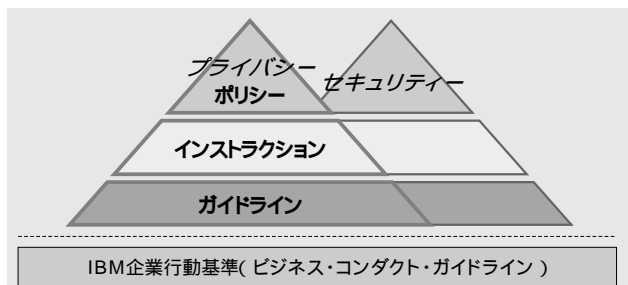 プライバシー
セキュリティー
ポリシー
インストラクション
ガイドライン
IBM企業行動基準( ビジネス・コンダクト・ガイドライン )